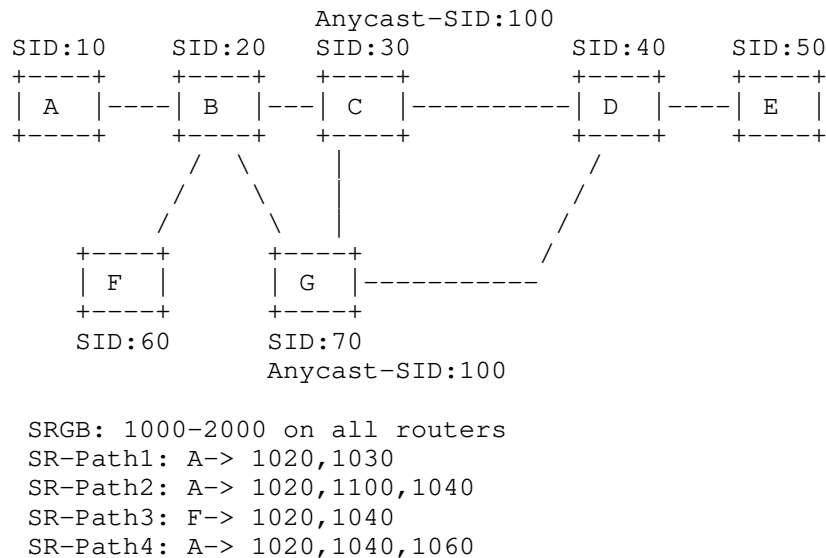 Anycast-SID:100
SID:10 SID:20 SID:30 SID:40 SID:50
A B C D E
F G
SID:60 SID:70
Anycast-SID:100
SRGB: 1000-2000 on all routers
SR-Path1: A-> 1020,1030
SR-Path2: A-> 1020,1100,1040
SR-Path3: F-> 1020,1040
SR-Path4: A-> 1020,1040,1060